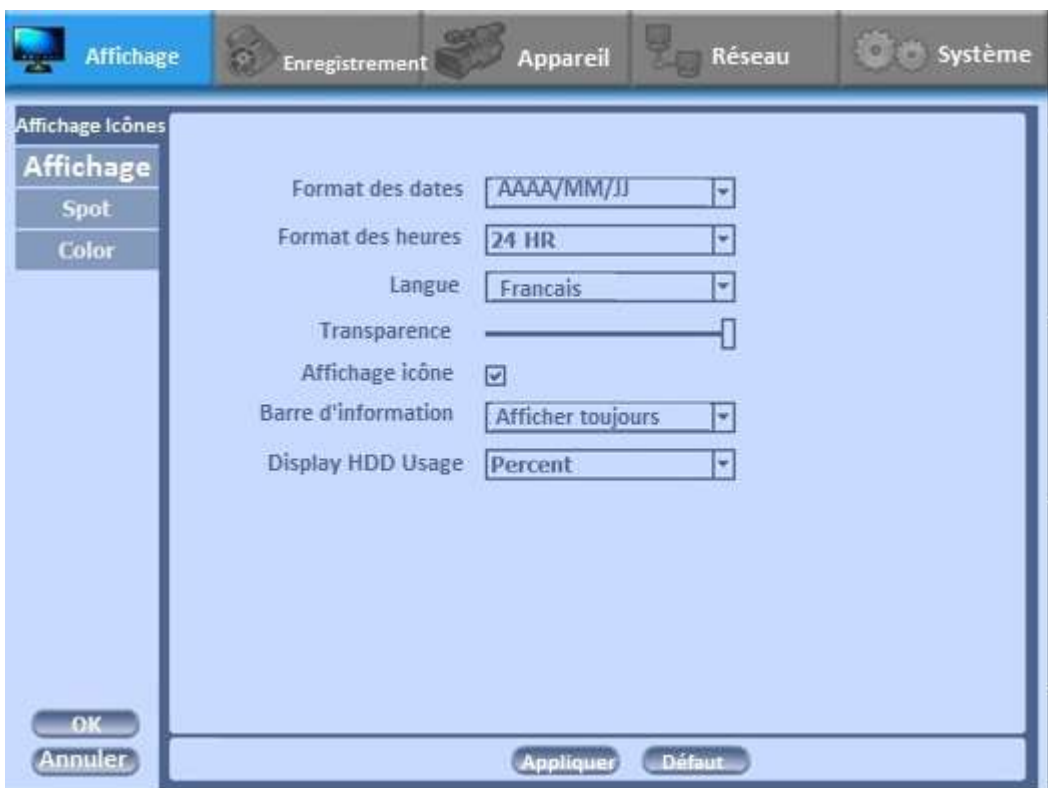 Affichage
Enregistrement
Appareil
Réseau
Système
Affichage Icônes
Affichage
Spot
Color
Format des dates AAAA/MM/JJ
Format des heures 24 HR
Langue Francais
Transparence
Affichage icône
Barre d'information Afficher toujours
Display HDD Usage Percent
OK
Annuler
Appliquer
Défaut